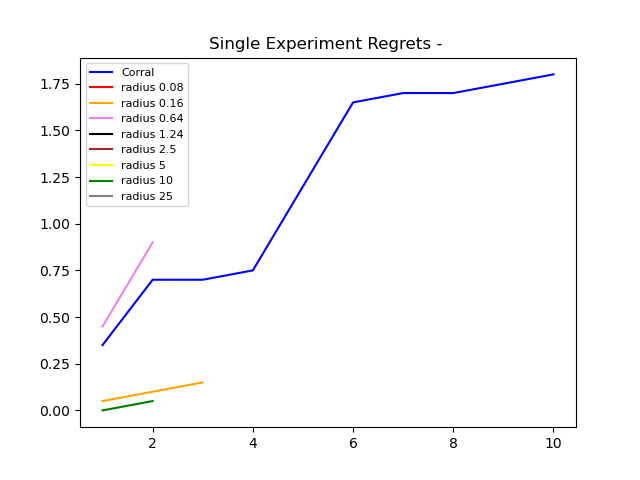 Single Experiment Regrets -
Corral
radius 0.08
radius 0.16
radius 0.64
radius 1.24
radius 2.5
radius 5
radius 10
radius 25
1.75
1.50
1.25
1.00
0.75
0.50
0.25
0.00
2 4 6 8 10